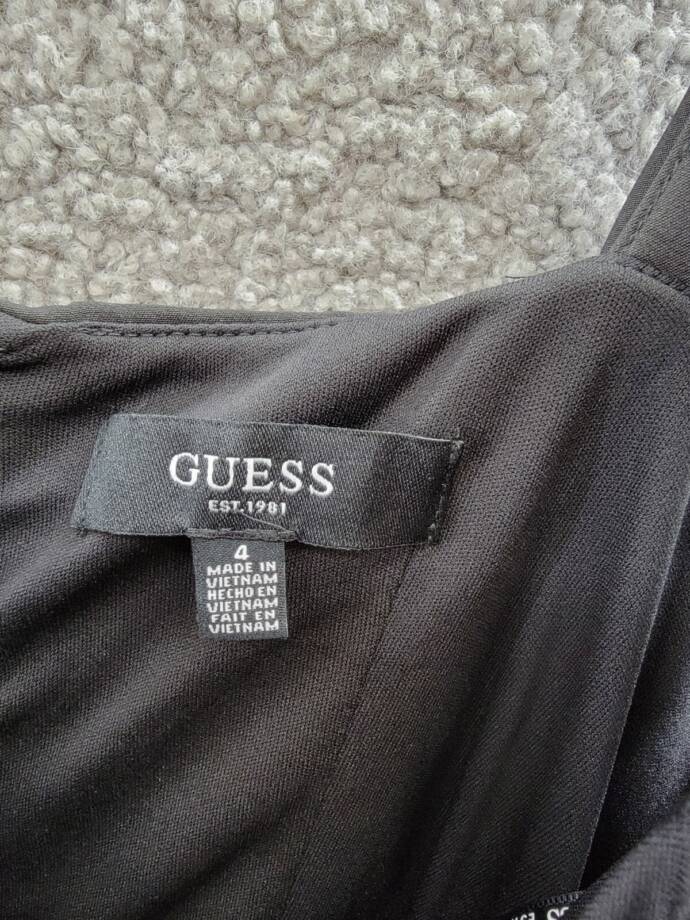 GUESS
EST.1981
4
MADE IN
VIETNAM
HECHO EN
VIETNAM
FAIT EN
VIETNAM